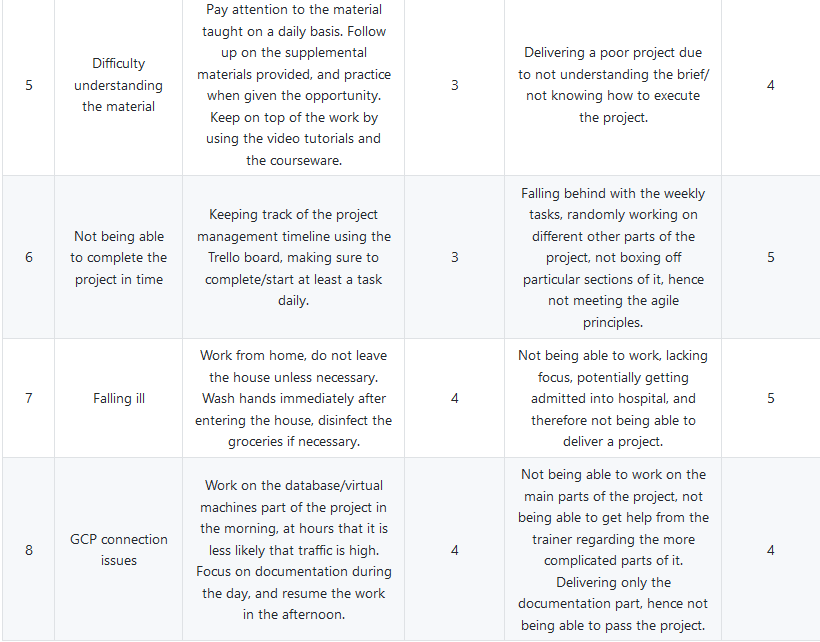 5
Difficulty
understanding
the material
Pay attention to the material
taught on a daily basis. Follow
up on the supplemental
materials provided, and practice
when given the opportunity.
Keep on top of the work by
using the video tutorials and
the courseware.
3
Delivering a poor project due
to not understanding the brief/
not knowing how to execute
the project.
4
6
Not being able
to complete the
project in time
Keeping track of the project
management timeline using the
Trello board, making sure to
complete/start at least a task
daily.
3
Falling behind with the weekly
tasks, randomly working on
different other parts of the
project, not boxing off
particular sections of it, hence
not meeting the agile
principles.
5
7
Falling ill
Work from home, do not leave
the house unless necessary.
Wash hands immediately after
entering the house, disinfect the
groceries if necessary.
4
Not being able to work, lacking
focus, potentially getting
admitted into hospital, and
therefore not being able to
deliver a project.
5
8
GCP connection
issues
Work on the database/virtual
machines part of the project in
the morning, at hours that it is
less likely that traffic is high.
Focus on documentation during
the day, and resume the work
in the afternoon.
4
Not being able to work on the
main parts of the project, not
being able to get help from the
trainer regarding the more
complicated parts of it.
Delivering only the
documentation part, hence not
being able to pass the project.
4